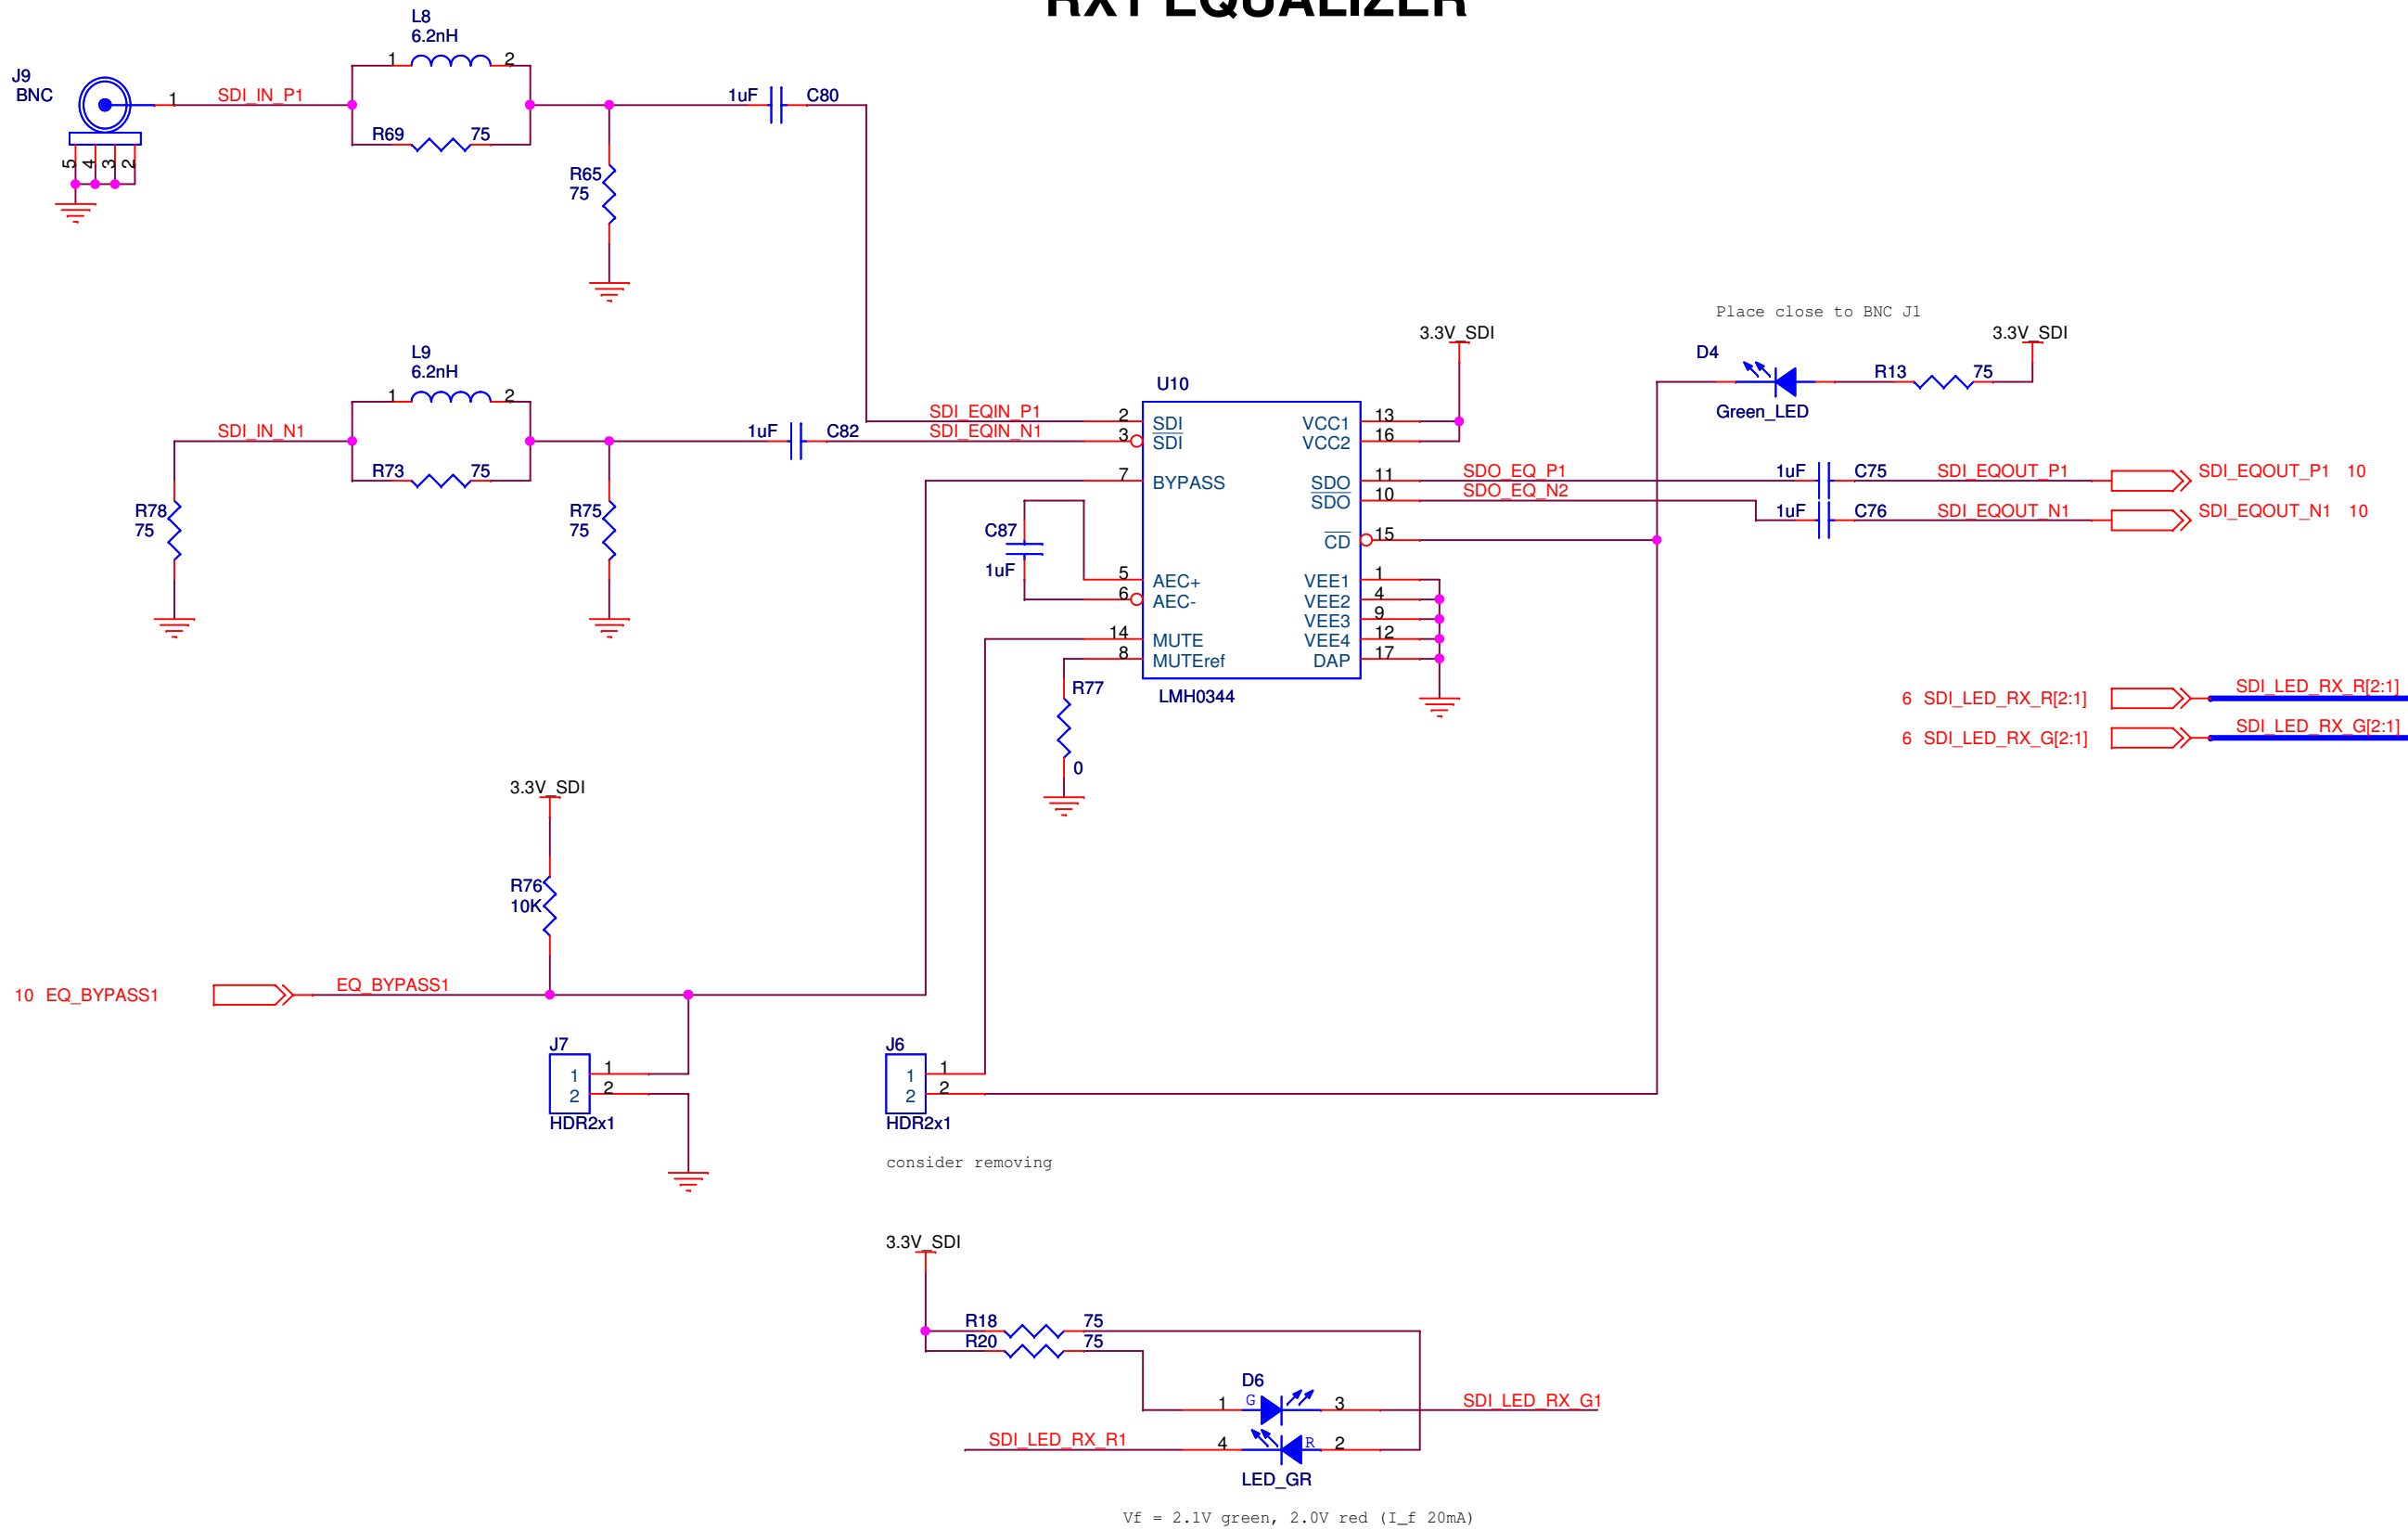 RX1 EQUALIZER
L8
6.2nH
1 2
J9
BNC
1 SDI_IN_P1
R69 75
5 4 3 2
1uF C80
R65
75
L9
6.2nH
1 2
SDI_IN_N1
R73 75
1uF C82
R78
75
R75
75
SDI_EQIN_P1
SDI_EQIN_N1
U10
2 SDI
3 SDI
7 BYPASS
5 AEC+
6 AEC-
14 MUTE
8 MUTEref
VCC1 13
VCC2 16
SDO 11
SDO 10
CD 15
VEE1 1
VEE2 4
VEE3 9
VEE4 12
DAP 17
LMH0344
C87
1uF
R77
0
3.3V_SDI
Place close to BNC J1
3.3V_SDI
D4
R13 75
Green_LED
SDO_EQ_P1
SDO_EQ_N2
1uF C75 SDI_EQOUT_P1 SDI_EQOUT_P1 10
1uF C76 SDI_EQOUT_N1 SDI_EQOUT_N1 10
6 SDI_LED_RX_R[2:1] SDI_LED_RX_R[2:1]
6 SDI_LED_RX_G[2:1] SDI_LED_RX_G[2:1]
3.3V_SDI
R76
10K
10 EQ_BYPASS1 EQ_BYPASS1
J7
1 1
2 2
HDR2x1
J6
1 1
2 2
HDR2x1
consider removing
3.3V_SDI
R18 75
R20 75
D6
1 G 3 SDI_LED_RX_G1
SDI_LED_RX_R1 4 R 2
LED_GR
Vf = 2.1V green, 2.0V red (I_f 20mA)